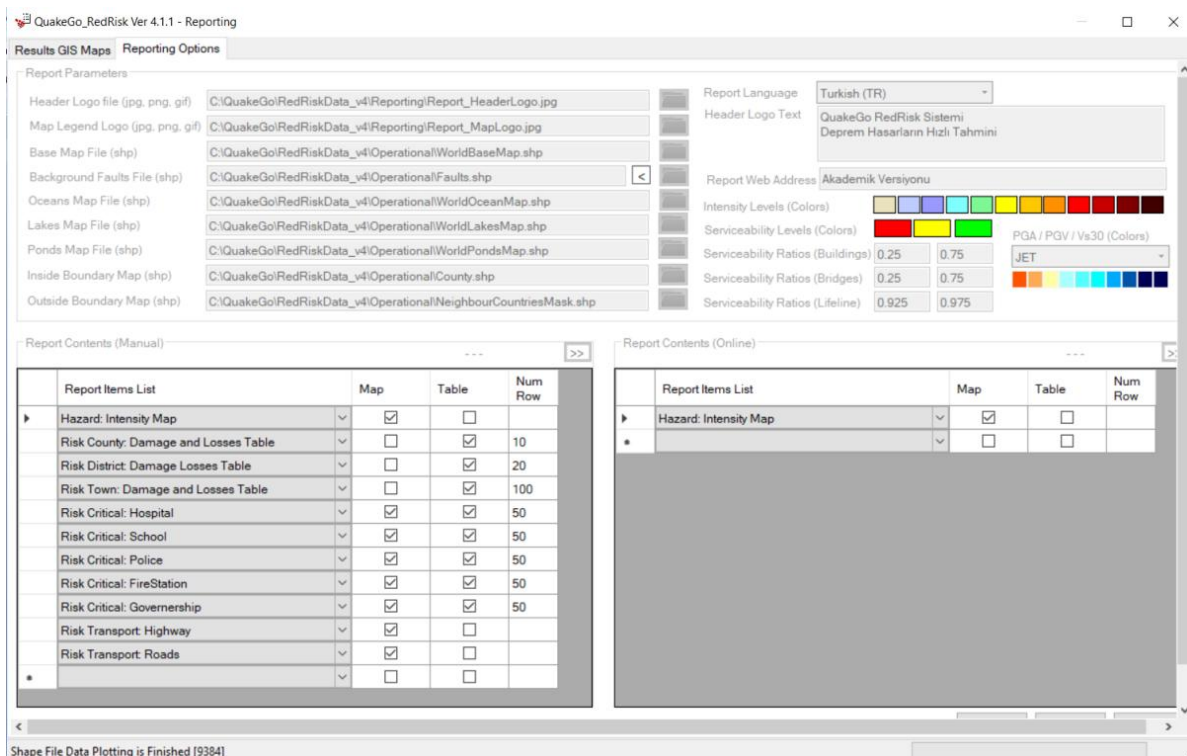 QuakeGo_RedRisk Ver 4.1.1 - Reporting
Results GIS Maps Reporting Options
Report Parameters
Header Logo file (jpg, png, gif) C:\QuakeGo\RedRiskData_v4\Reporting\Report_HeaderLogo.jpg
Map Legend Logo (jpg, png, gif) C:\QuakeGo\RedRiskData_v4\Reporting\Report_MapLogo.jpg
Base Map File (shp) C:\QuakeGo\RedRiskData_v4\Operational\WorldBaseMap.shp
Background Faults File (shp) C:\QuakeGo\RedRiskData_v4\Operational\Faults.shp <
Oceans Map File (shp) C:\QuakeGo\RedRiskData_v4\Operational\WorldOceanMap.shp
Lakes Map File (shp) C:\QuakeGo\RedRiskData_v4\Operational\WorldLakesMap.shp
Ponds Map File (shp) C:\QuakeGo\RedRiskData_v4\Operational\WorldPondsMap.shp
Inside Boundary Map (shp) C:\QuakeGo\RedRiskData_v4\Operational\County.shp
Outside Boundary Map (shp) C:\QuakeGo\RedRiskData_v4\Operational\NeighbourCountriesMask.shp
Report Language Turkish (TR)
Header Logo Text QuakeGo RedRisk Sistemi
Deprem Hasarların Hızlı Tahmini
Report Web Address Akademik Versiyonu
Intensity Levels (Colors)
Serviceability Levels (Colors)
PGA / PGV / Vs30 (Colors)
JET
Serviceability Ratios (Buildings) 0.25 0.75
Serviceability Ratios (Bridges) 0.25 0.75
Serviceability Ratios (Lifeline) 0.925 0.975
Report Contents (Manual) - - - >>
Report Items List Map Table Num Row
Hazard: Intensity Map
Risk County: Damage and Losses Table 10
Risk District: Damage Losses Table 20
Risk Town: Damage and Losses Table 100
Risk Critical: Hospital 50
Risk Critical: School 50
Risk Critical: Police 50
Risk Critical: FireStation 50
Risk Critical: Governership 50
Risk Transport: Highway
Risk Transport: Roads
Report Contents (Online) - - -
Report Items List Map Table Num Row
Hazard: Intensity Map
Shape File Data Plotting is Finished [9384]